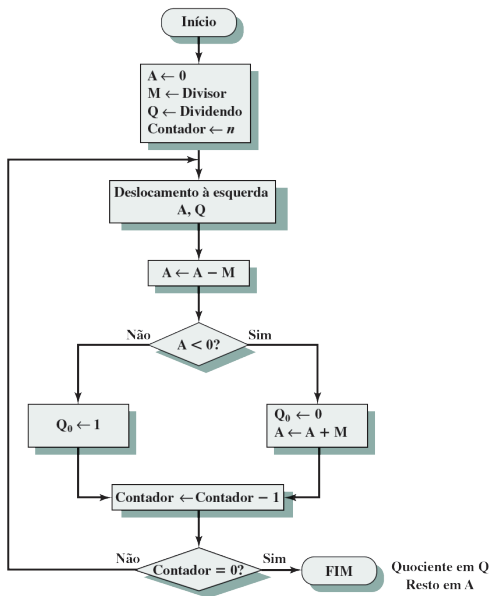 Início
A ← 0
M ← Divisor
Q ← Dividendo
Contador ← n
Deslocamento à esquerda
A, Q
A ← A − M
Não
Sim
A < 0?
Q₀ ← 1
Q₀ ← 0
A ← A + M
Contador ← Contador − 1
Não
Sim
Contador = 0?
FIM
Quociente em Q
Resto em A